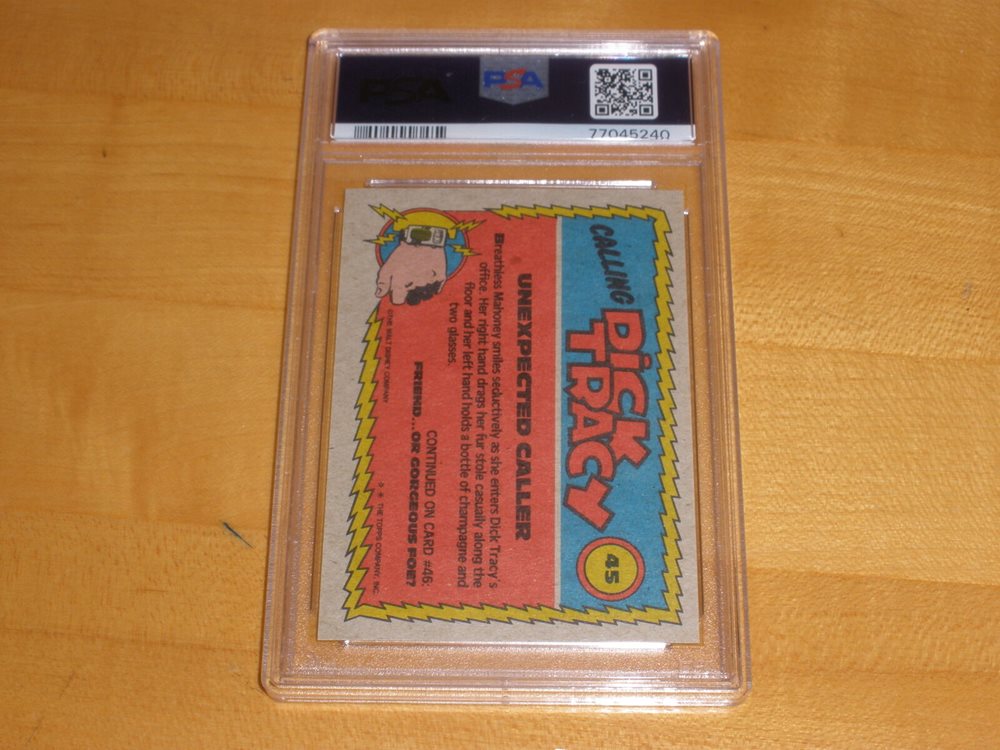 PSA
PSA
77045240
CALLING
DICK
TRACY
45
UNEXPECTED CALLER
Breathless Mahoney smiles seductively as she enters Dick Tracy's
office. Her right hand drags her fur stole casually along the
floor and her left hand holds a bottle of champagne and
two glasses.
CONTINUED ON CARD #46:
FRIEND...OR GORGEOUS FOE?
©THE WALT DISNEY COMPANY
THE TOPPS COMPANY, INC.